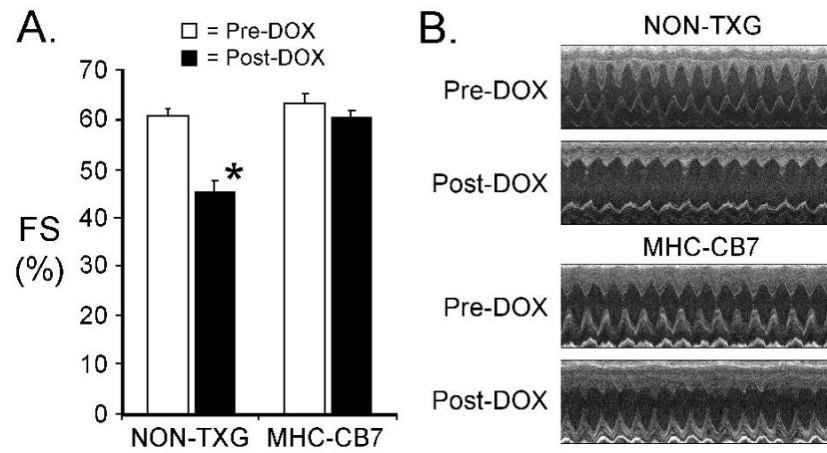 A.
□ = Pre-DOX
■ = Post-DOX
70
60
50
40
30
20
10
0
FS
(%)
*
NON-TXG MHC-CB7
B.
NON-TXG
Pre-DOX
Post-DOX
MHC-CB7
Pre-DOX
Post-DOX